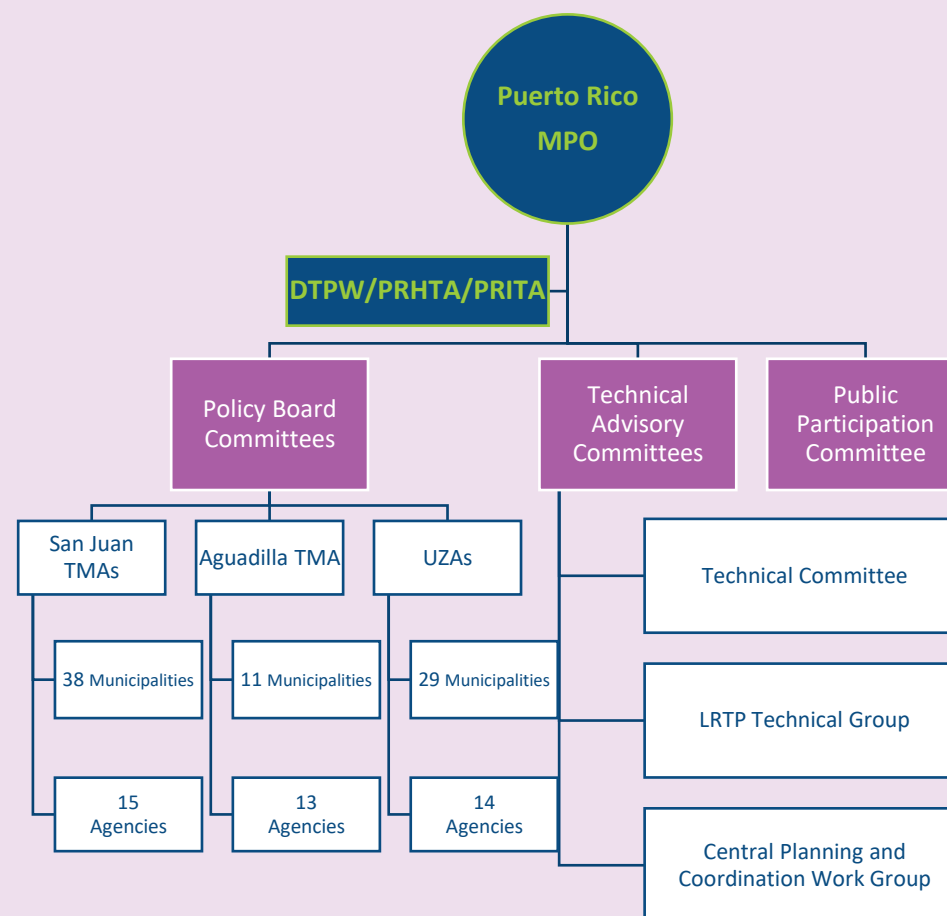 Puerto Rico
MPO
DTPW/PRHTA/PRITA
Policy Board
Committees
Technical
Advisory
Committees
Public
Participation
Committee
San Juan
TMAs
Aguadilla TMA
UZAs
38 Municipalities
11 Municipalities
29 Municipalities
15
Agencies
13
Agencies
14
Agencies
Technical Committee
LRTP Technical Group
Central Planning and
Coordination Work Group